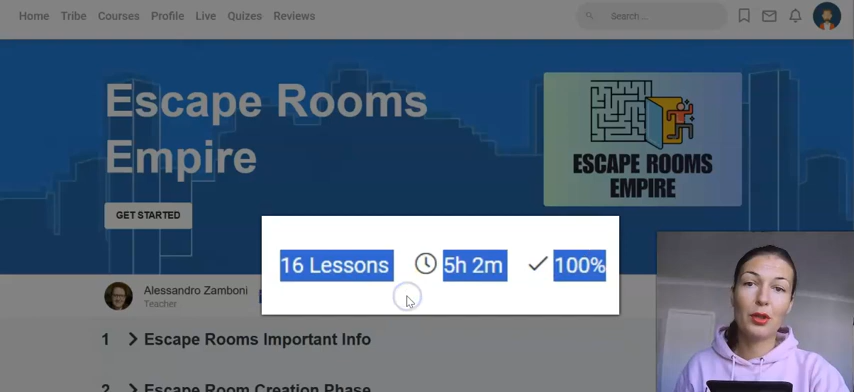 Home Tribe Courses Profile Live Quizes Reviews Search ...
Escape Rooms
Empire
GET STARTED
ESCAPE ROOMS
EMPIRE
16 Lessons 5h 2m 100%
Alessandro Zamboni
Teacher
1 Escape Rooms Important Info
2 Escape Room Creation Phase